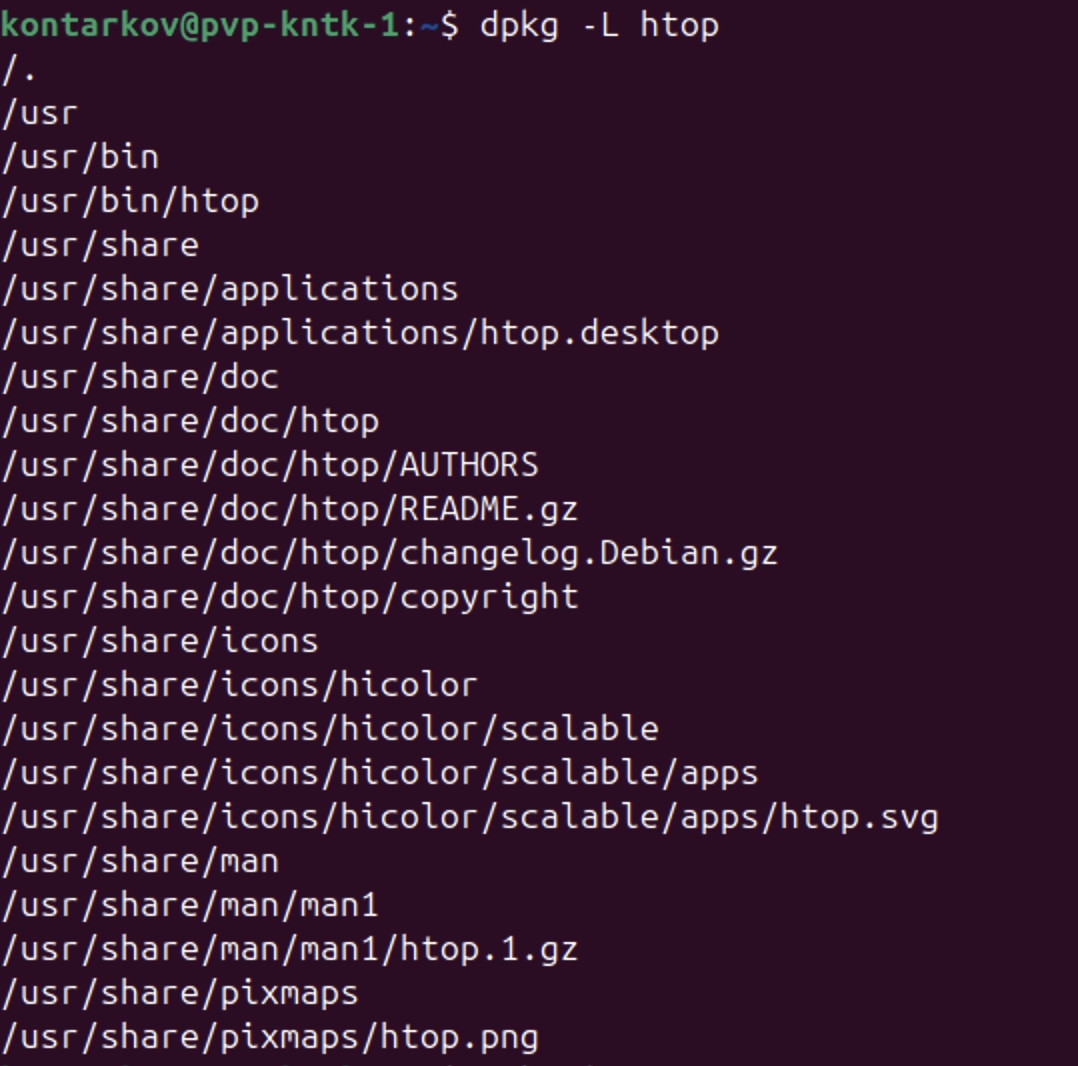 kontarkov@pvp-kntk-1:~$ dpkg -L htop
/.
/usr
/usr/bin
/usr/bin/htop
/usr/share
/usr/share/applications
/usr/share/applications/htop.desktop
/usr/share/doc
/usr/share/doc/htop
/usr/share/doc/htop/AUTHORS
/usr/share/doc/htop/README.gz
/usr/share/doc/htop/changelog.Debian.gz
/usr/share/doc/htop/copyright
/usr/share/icons
/usr/share/icons/hicolor
/usr/share/icons/hicolor/scalable
/usr/share/icons/hicolor/scalable/apps
/usr/share/icons/hicolor/scalable/apps/htop.svg
/usr/share/man
/usr/share/man/man1
/usr/share/man/man1/htop.1.gz
/usr/share/pixmaps
/usr/share/pixmaps/htop.png